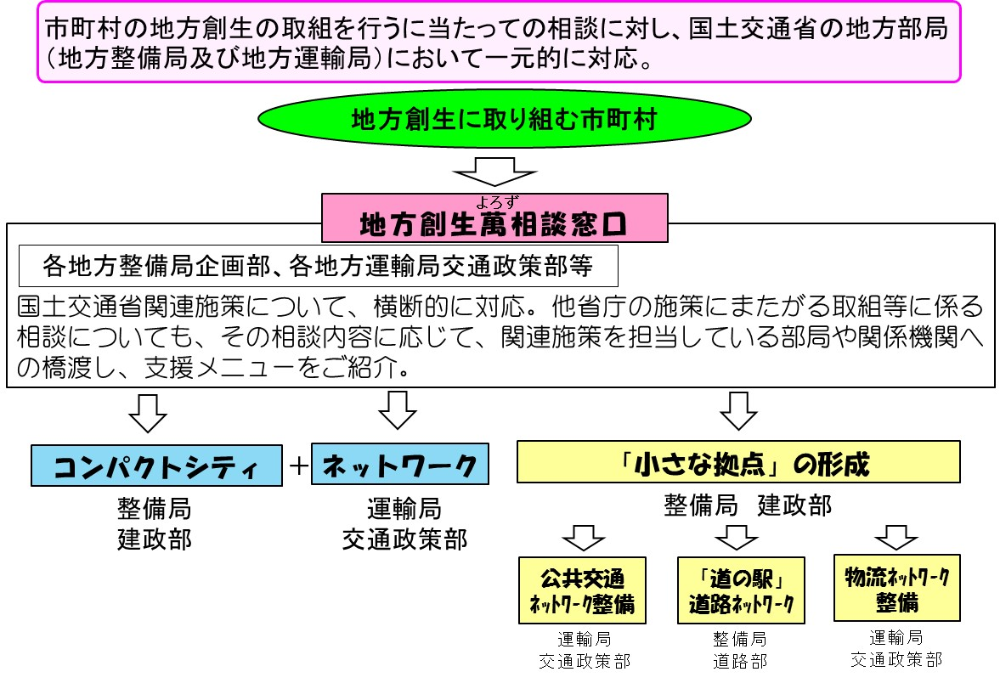 市町村の地方創生の取組を行うに当たっての相談に対し、国土交通省の地方部局
（地方整備局及び地方運輸局）において一元的に対応。
地方創生に取り組む市町村
よろず
地方創生萬相談窓口
各地方整備局企画部、各地方運輸局交通政策部等
国土交通省関連施策について、横断的に対応。他省庁の施策にまたがる取組等に係る
相談についても、その相談内容に応じて、関連施策を担当している部局や関係機関へ
の橋渡し、支援メニューをご紹介。
コンパクトシティ
＋
ネットワーク
「小さな拠点」の形成
整備局
建政部
運輸局
交通政策部
整備局　建政部
公共交通
ﾈｯﾄﾜｰｸ整備
「道の駅」
道路ﾈｯﾄﾜｰｸ
物流ﾈｯﾄﾜｰｸ
整備
運輸局
交通政策部
整備局
道路部
運輸局
交通政策部